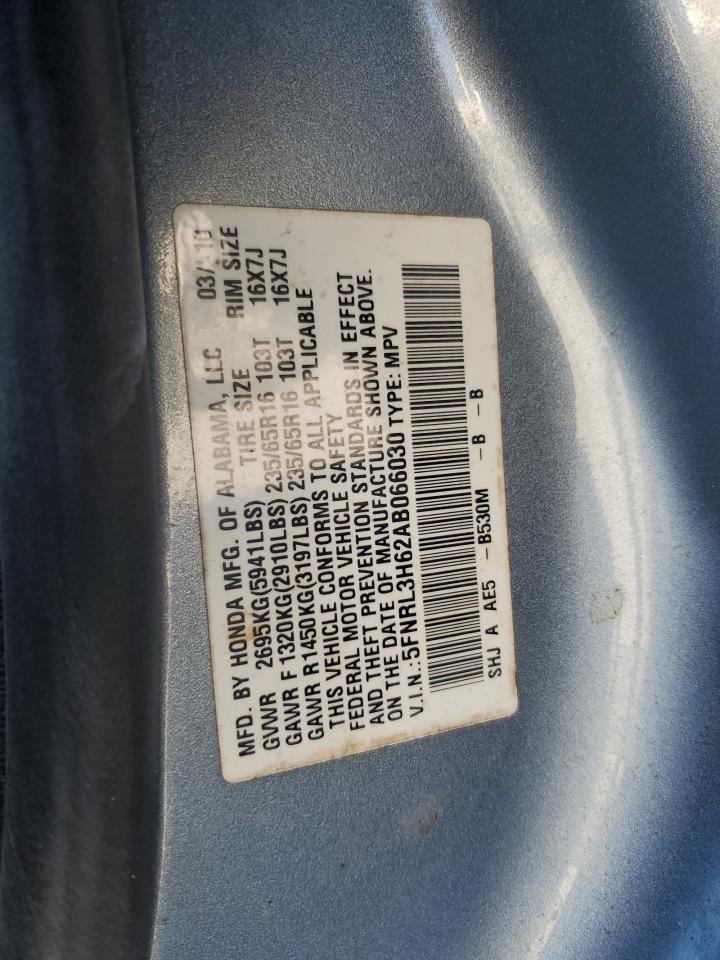 MFD. BY HONDA MFG. OF ALABAMA, LLC
GVWR 2695KG(5941LBS) TIRE SIZE RIM SIZE
GAWR F 1320KG(2910LBS) 235/65R16 103T 16X7J
GAWR R 1450KG(3197LBS) 235/65R16 103T 16X7J
THIS VEHICLE CONFORMS TO ALL APPLICABLE
FEDERAL MOTOR VEHICLE SAFETY
AND THEFT PREVENTION STANDARDS IN EFFECT
ON THE DATE OF MANUFACTURE SHOWN ABOVE.
V.I.N.:5FNRL3H62AB066030 TYPE: MPV
SHJ A AE5 -B530M -B -B